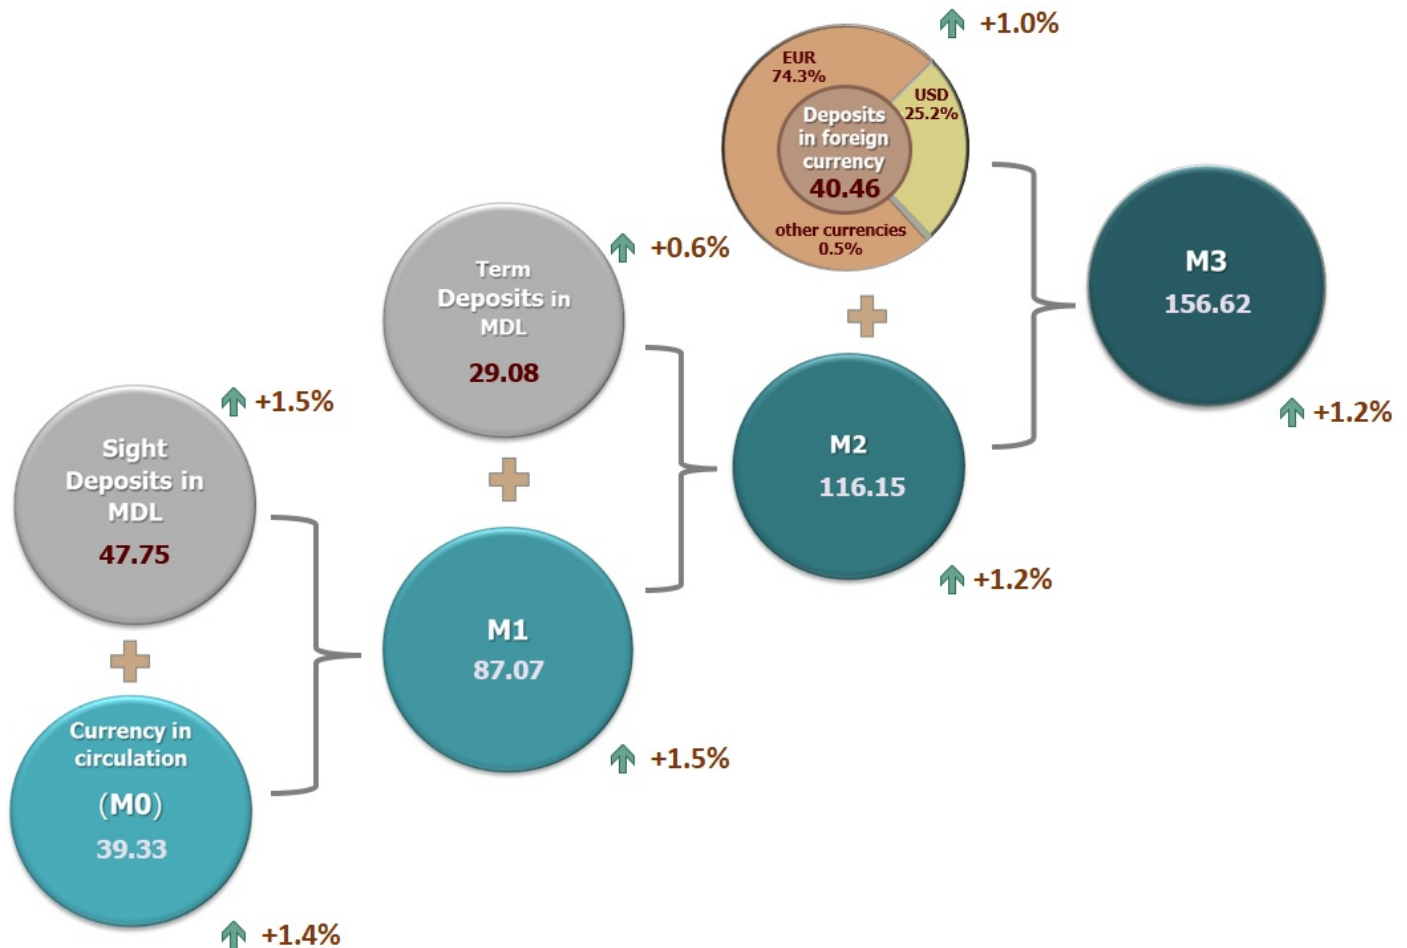 +1.0%
EUR
74.3%
USD
25.2%
Deposits
in foreign
currency
40.46
other currencies
0.5%
M3
156.62
+1.2%
Term
Deposits in
MDL
29.08
+0.6%
M2
116.15
+1.2%
Sight
Deposits in
MDL
47.75
+1.5%
M1
87.07
+1.5%
Currency in
circulation
(M0)
39.33
+1.4%